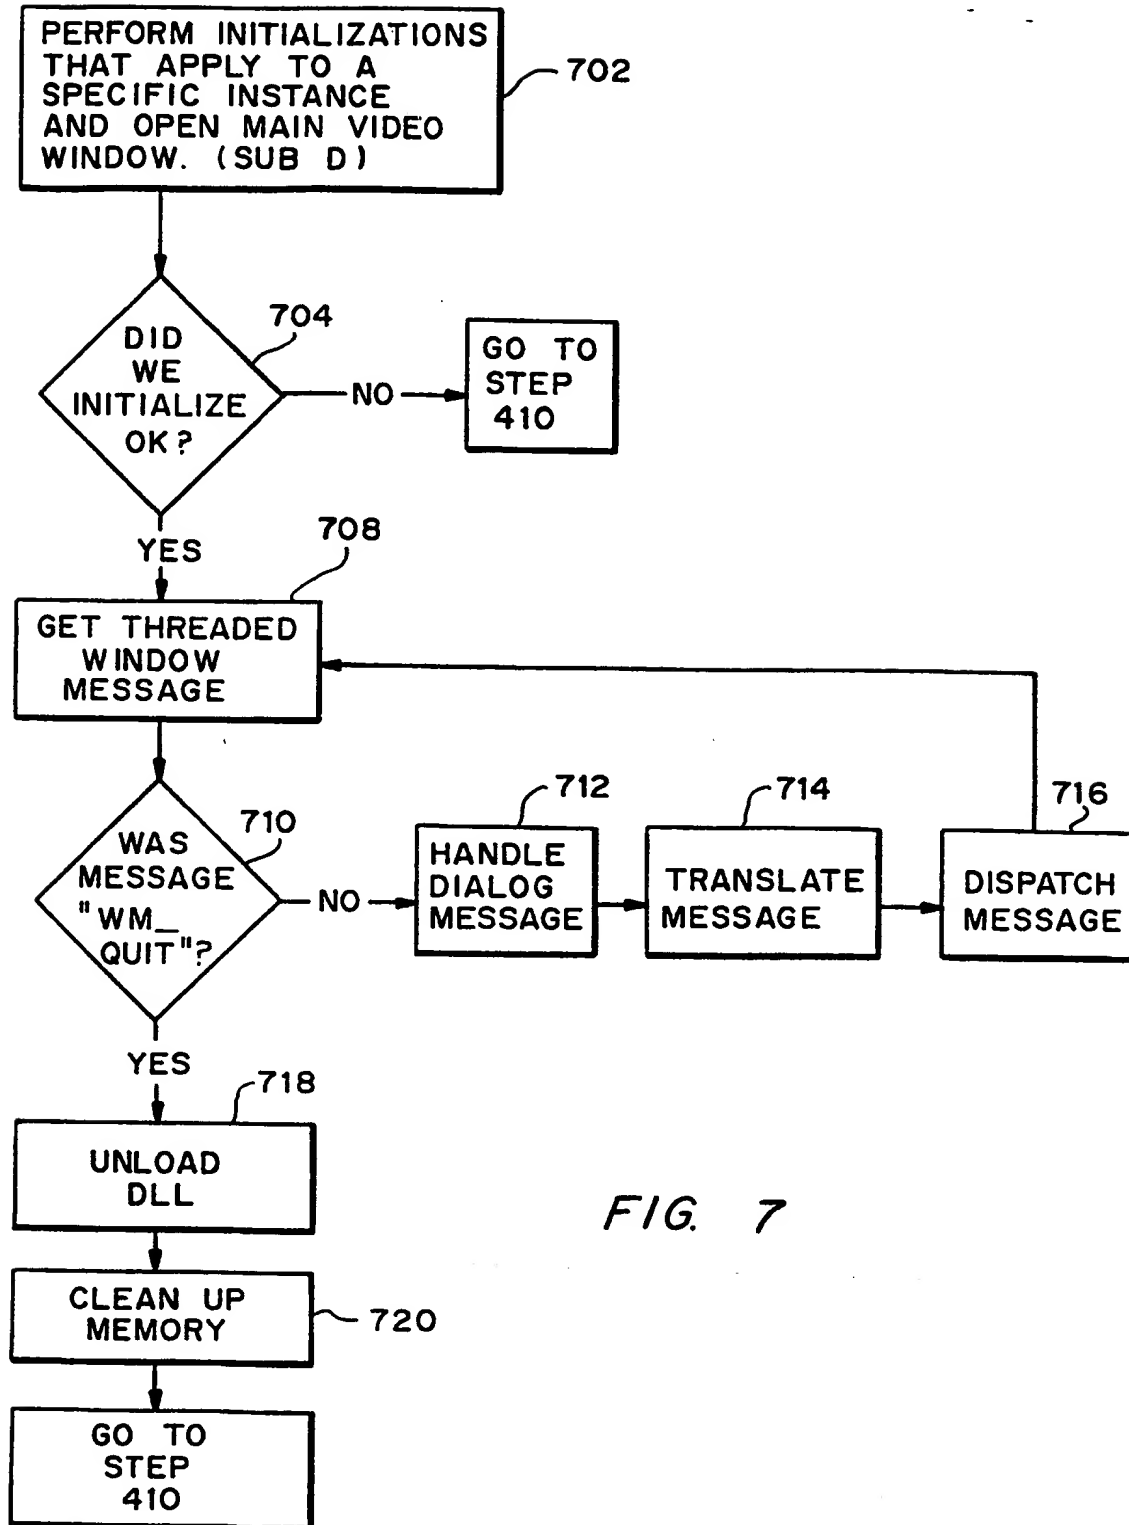 PERFORM INITIALIZATIONS
THAT APPLY TO A
SPECIFIC INSTANCE
AND OPEN MAIN VIDEO
WINDOW. (SUB D)
702
704
DID
WE
INITIALIZE
OK?
NO
GO TO
STEP
410
YES
708
GET THREADED
WINDOW
MESSAGE
710
WAS
MESSAGE
"WM_
QUIT"?
NO
712
HANDLE
DIALOG
MESSAGE
714
TRANSLATE
MESSAGE
716
DISPATCH
MESSAGE
YES
718
UNLOAD
DLL
CLEAN UP
MEMORY
720
GO TO
STEP
410
FIG. 7